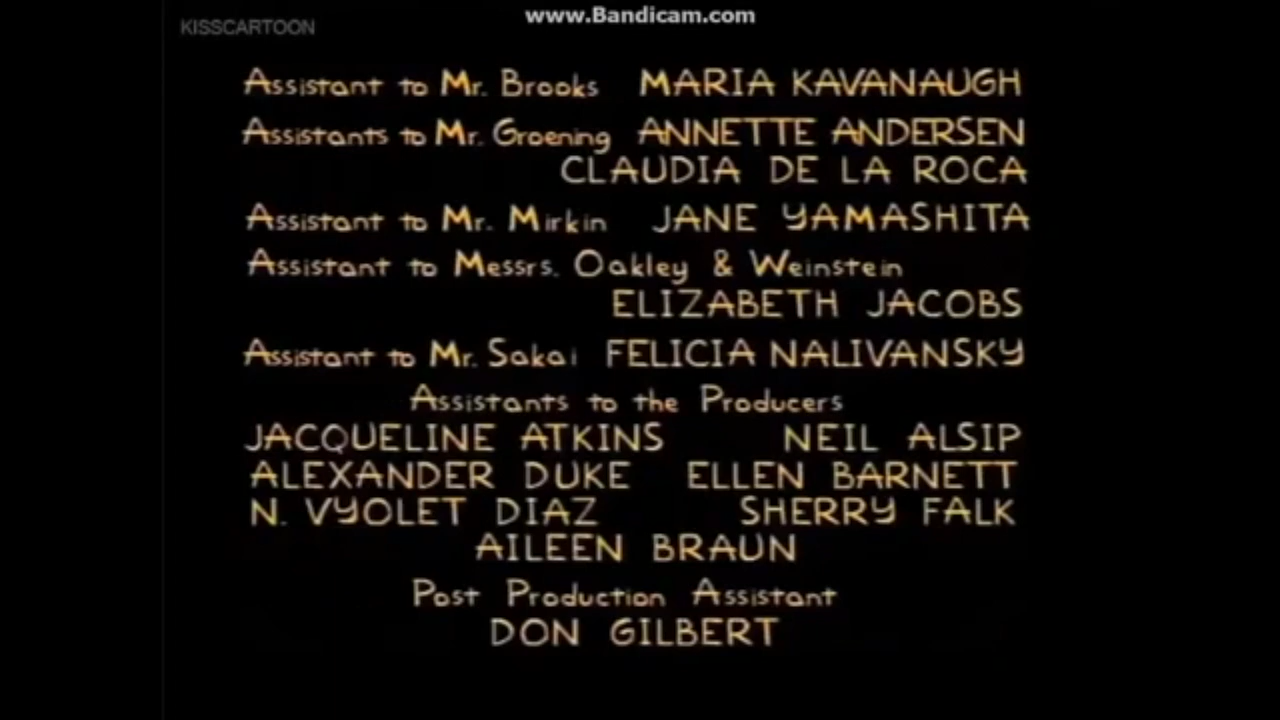 www.Bandicam.com
KISSCARTOON
Assistant to Mr. Brooks MARIA KAVANAUGH
Assistants to Mr. Groening ANNETTE ANDERSEN
CLAUDIA DE LA ROCA
Assistant to Mr. Mirkin JANE YAMASHITA
Assistant to Messrs. Oakley & Weinstein
ELIZABETH JACOBS
Assistant to Mr. Sakai FELICIA NALIVANSKY
Assistants to the Producers
JACQUELINE ATKINS NEIL ALSIP
ALEXANDER DUKE ELLEN BARNETT
N. VYOLET DIAZ SHERRY FALK
AILEEN BRAUN
Post Production Assistant
DON GILBERT